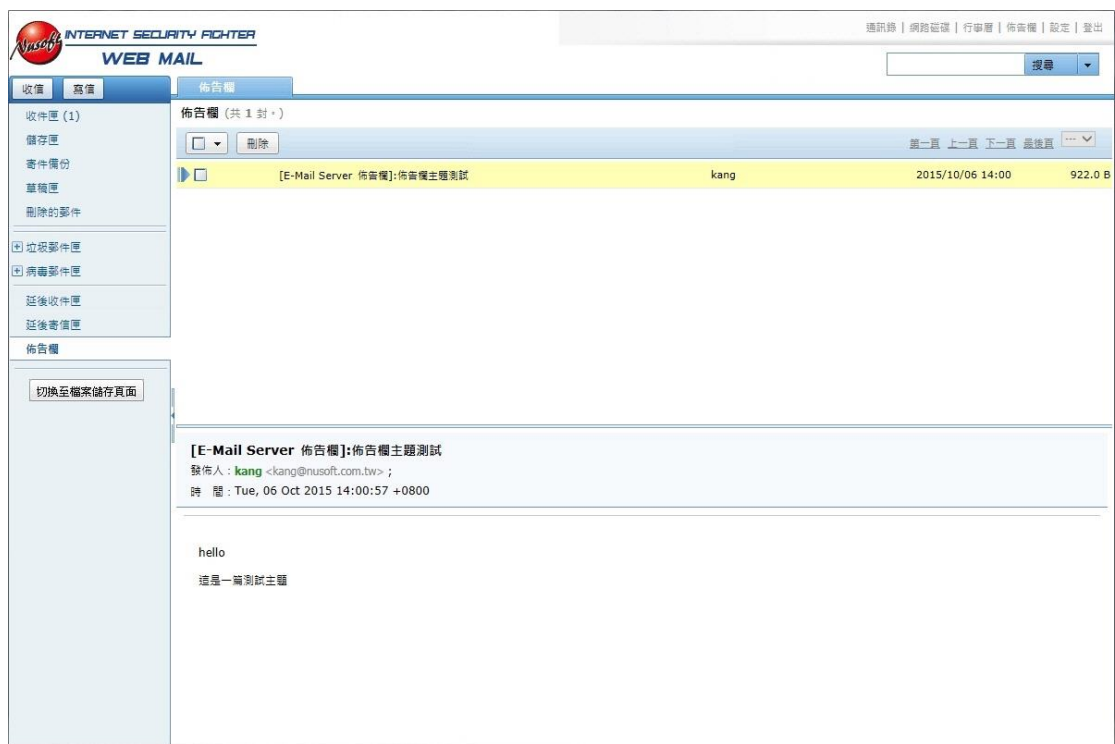 Nusoft INTERNET SECURITY FIGHTER
WEB MAIL
通訊錄 | 網路磁碟 | 行事曆 | 佈告欄 | 設定 | 登出
搜尋
收信 寫信
佈告欄
收件匣 (1)
儲存匣
寄件備份
草稿匣
刪除的郵件
垃圾郵件匣
病毒郵件匣
延後收件匣
延後寄信匣
佈告欄
切換至檔案儲存頁面
佈告欄 (共 1 封。)
刪除
第一頁 上一頁 下一頁 最後頁 ---
[E-Mail Server 佈告欄]:佈告欄主題測試 kang 2015/10/06 14:00 922.0 B
[E-Mail Server 佈告欄]:佈告欄主題測試
發佈人 : kang <kang@nusoft.com.tw> ;
時 間 : Tue, 06 Oct 2015 14:00:57 +0800
hello
這是一篇測試主題